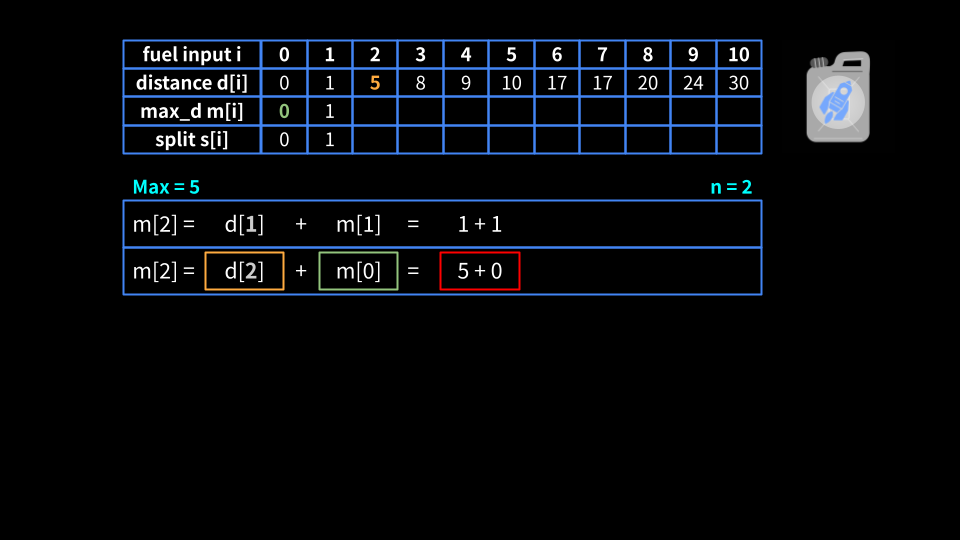 fuel input i 0 1 2 3 4 5 6 7 8 9 10
distance d[i] 0 1 5 8 9 10 17 17 20 24 30
max_d m[i] 0 1
split s[i] 0 1
Max = 5 n = 2
m[2] = d[1] + m[1] = 1 + 1
m[2] = d[2] + m[0] = 5 + 0